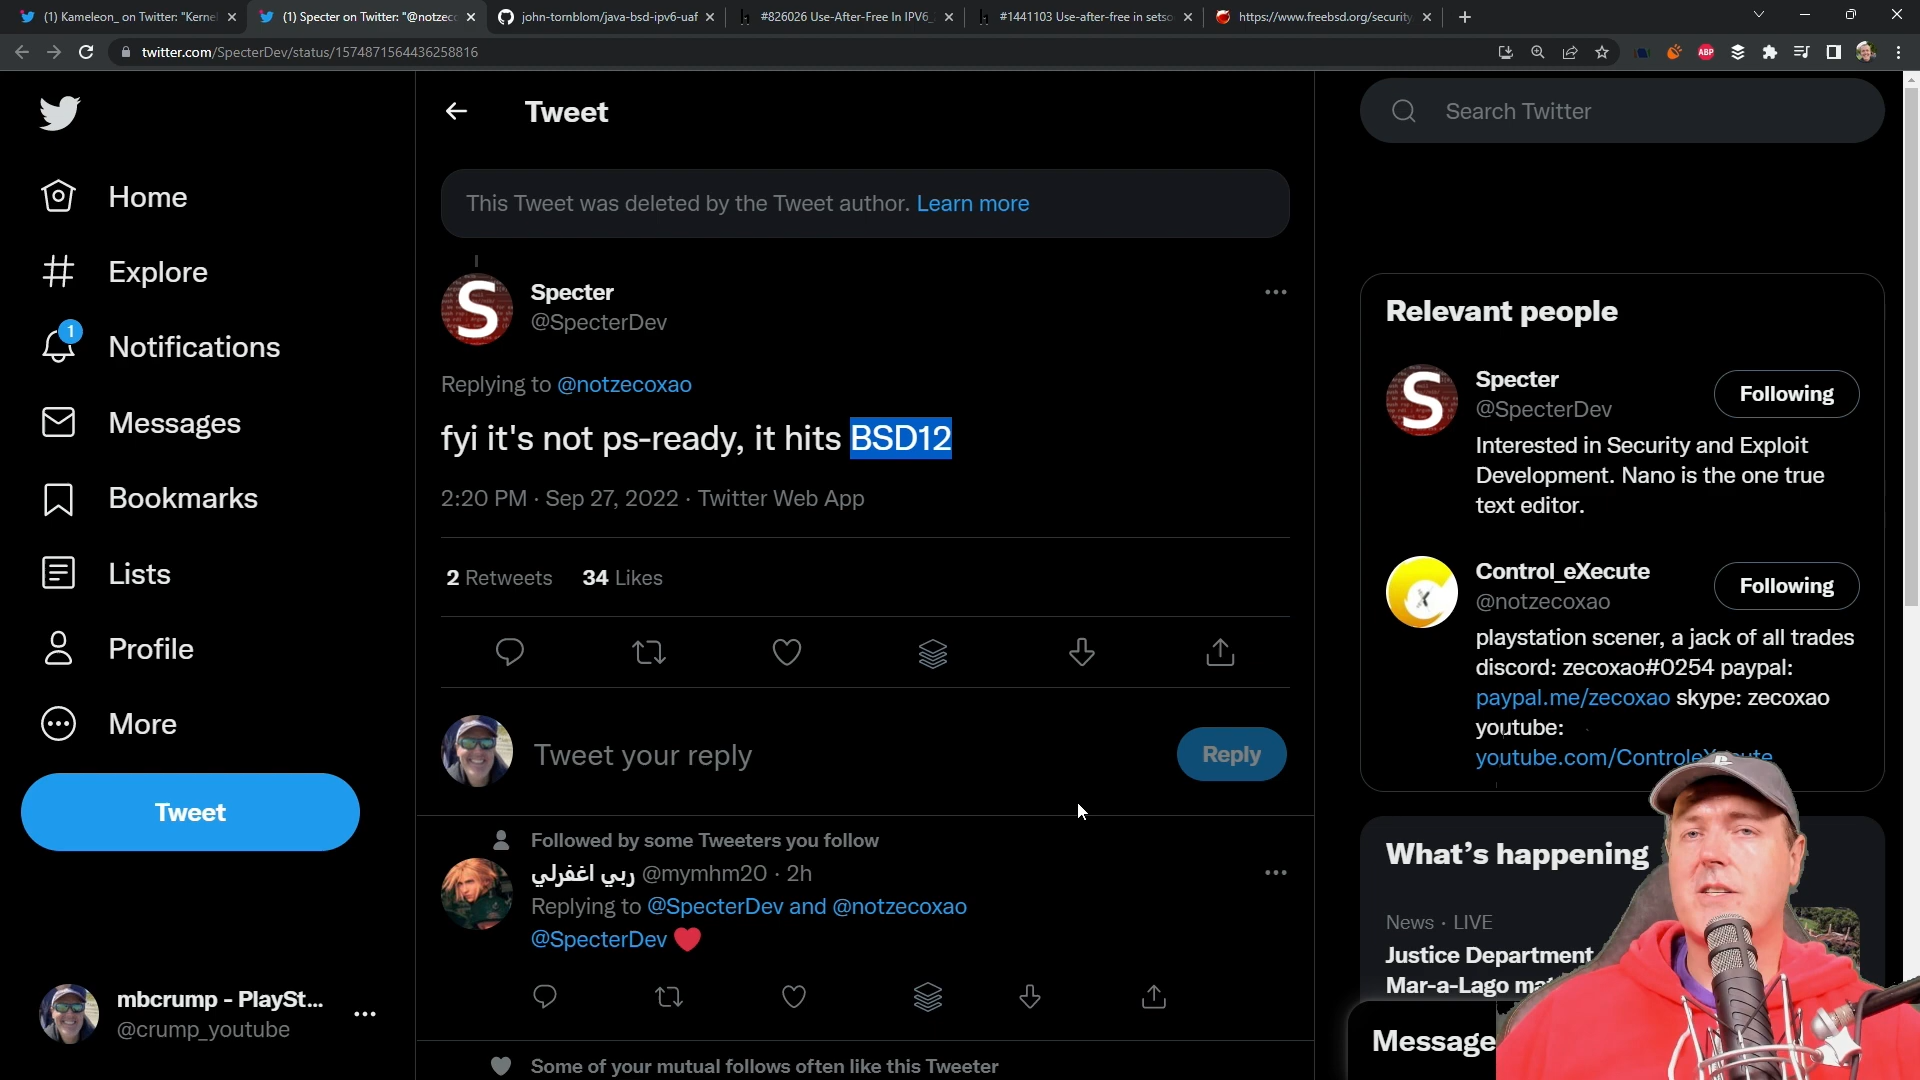 (1) Kameleon_ on Twitter: "Kerne
(1) Specter on Twitter: "@notzec
john-tornblom/java-bsd-ipv6-uaf
#826026 Use-After-Free In IPV6_
#1441103 Use-after-free in setso
https://www.freebsd.org/security
twitter.com/SpecterDev/status/1574871564436258816
ABP
Home
Explore
1
Notifications
Messages
Bookmarks
Lists
Profile
More
Tweet
mbcrump - PlaySt...
@crump_youtube
Tweet
This Tweet was deleted by the Tweet author. Learn more
S
Specter
@SpecterDev
Replying to @notzecoxao
fyi it's not ps-ready, it hits BSD12
2:20 PM · Sep 27, 2022 · Twitter Web App
2 Retweets 34 Likes
Tweet your reply
Reply
Followed by some Tweeters you follow
ربي اغفرلي @mymhm20 · 2h
Replying to @SpecterDev and @notzecoxao
@SpecterDev ❤️
Some of your mutual follows often like this Tweeter
Search Twitter
Relevant people
S
Specter
@SpecterDev
Following
Interested in Security and Exploit
Development. Nano is the one true
text editor.
Control_eXecute
@notzecoxao
Following
playstation scener, a jack of all trades
discord: zecoxao#0254 paypal:
paypal.me/zecoxao skype: zecoxao
youtube:
youtube.com/ControleXecute
What's happening
News · LIVE
Justice Department
Mar-a-Lago
Message